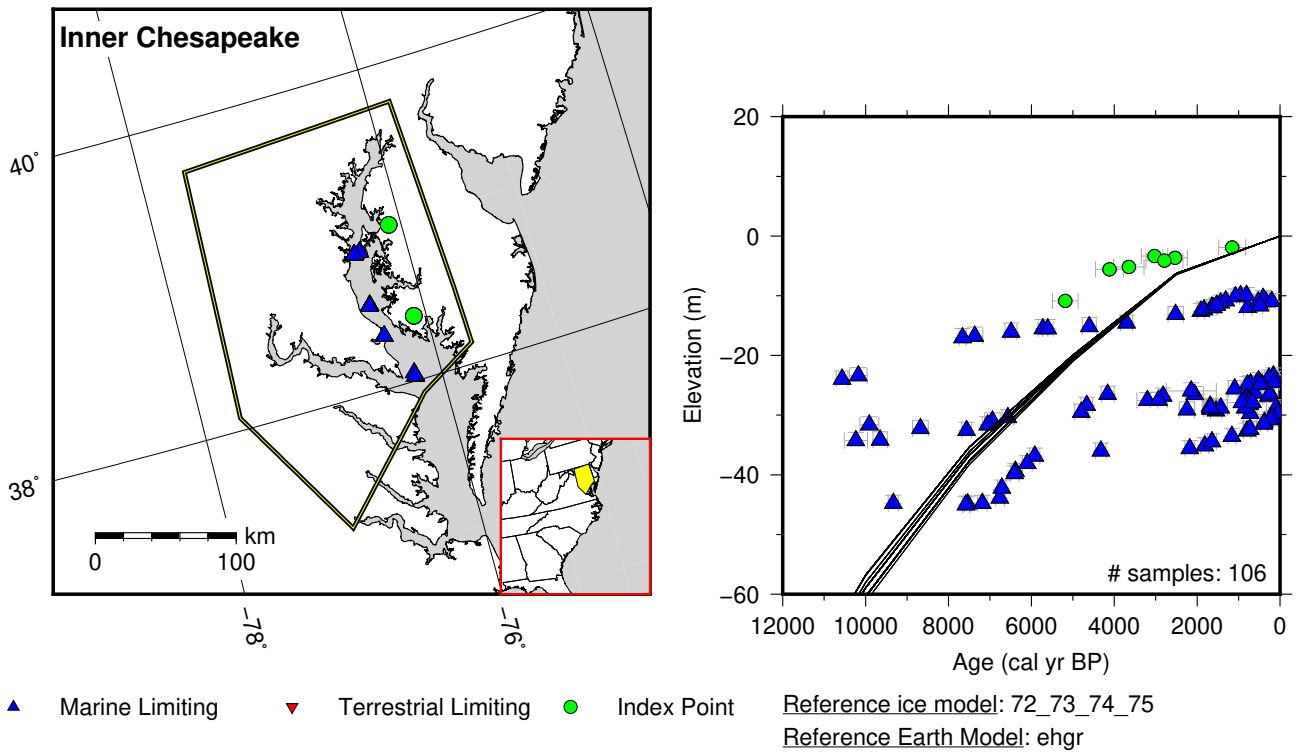 Inner Chesapeake
40°
38°
-78°
-76°
km
0 100
20
0
-20
-40
-60
Elevation (m)
# samples: 106
12000 10000 8000 6000 4000 2000 0
Age (cal yr BP)
Marine Limiting Terrestrial Limiting Index Point
Reference ice model: 72_73_74_75
Reference Earth Model: ehgr